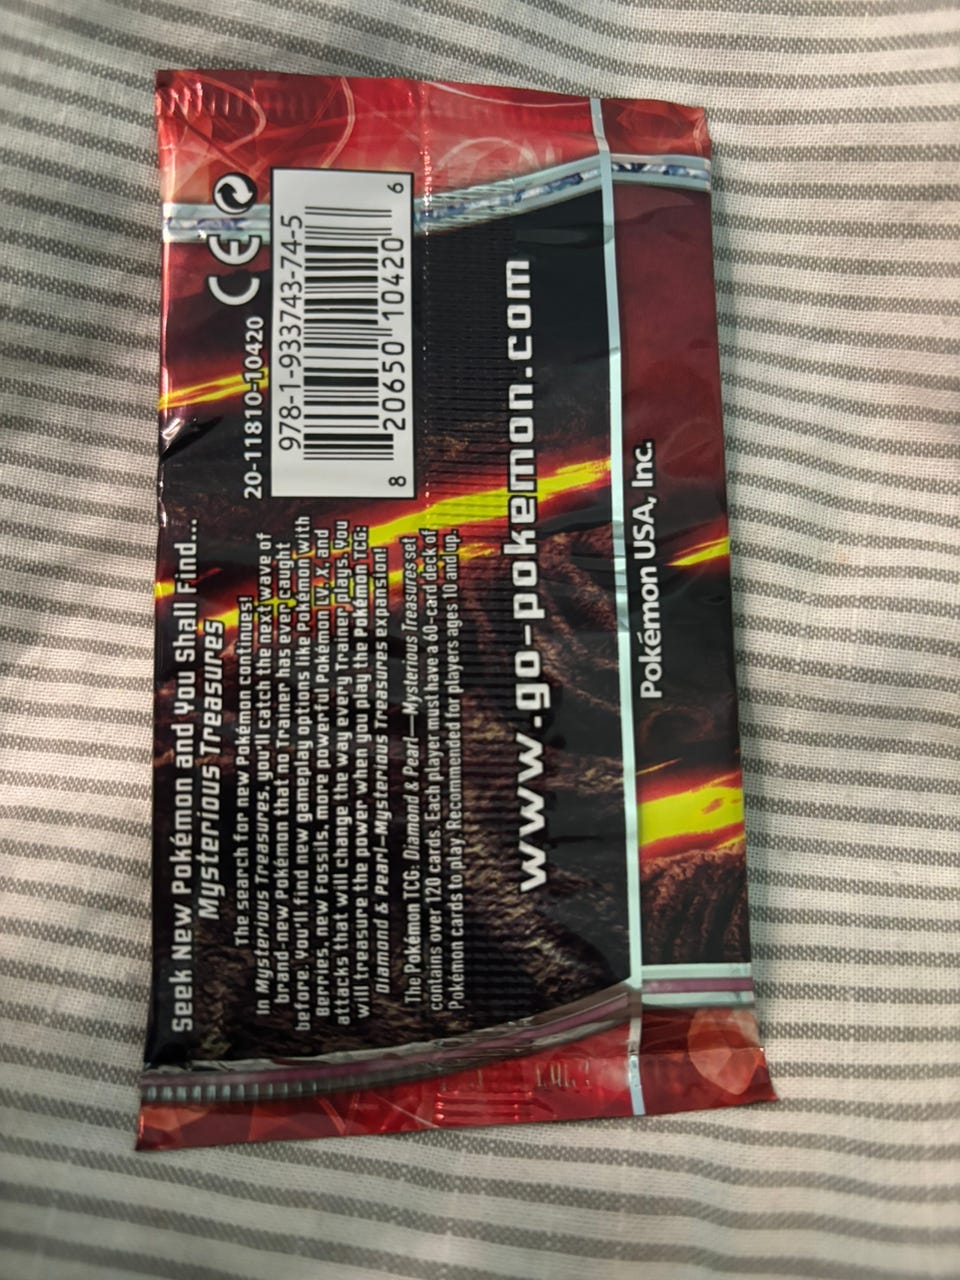 Seek New Pokémon and You Shall Find...
Mysterious Treasures
The search for new Pokémon continues!
In Mysterious Treasures, you'll catch the next wave of
brand-new Pokémon that no Trainer has ever caught
before. You'll find new gameplay options like Pokémon with
Berries, new Fossils, more powerful Pokémon LV. X, and
attacks that will change the way every Trainer plays. You
will treasure the power when you play the Pokémon TCG:
Diamond & Pearl—Mysterious Treasures expansion!
The Pokémon TCG: Diamond & Pearl—Mysterious Treasures set
contains over 120 cards. Each player must have a 60-card deck of
Pokémon cards to play. Recommended for players ages 10 and up.
20-11810-10420
CE
978-1-933743-74-5
8 20650 10420 6
www.go-pokemon.com
Pokémon USA, Inc.